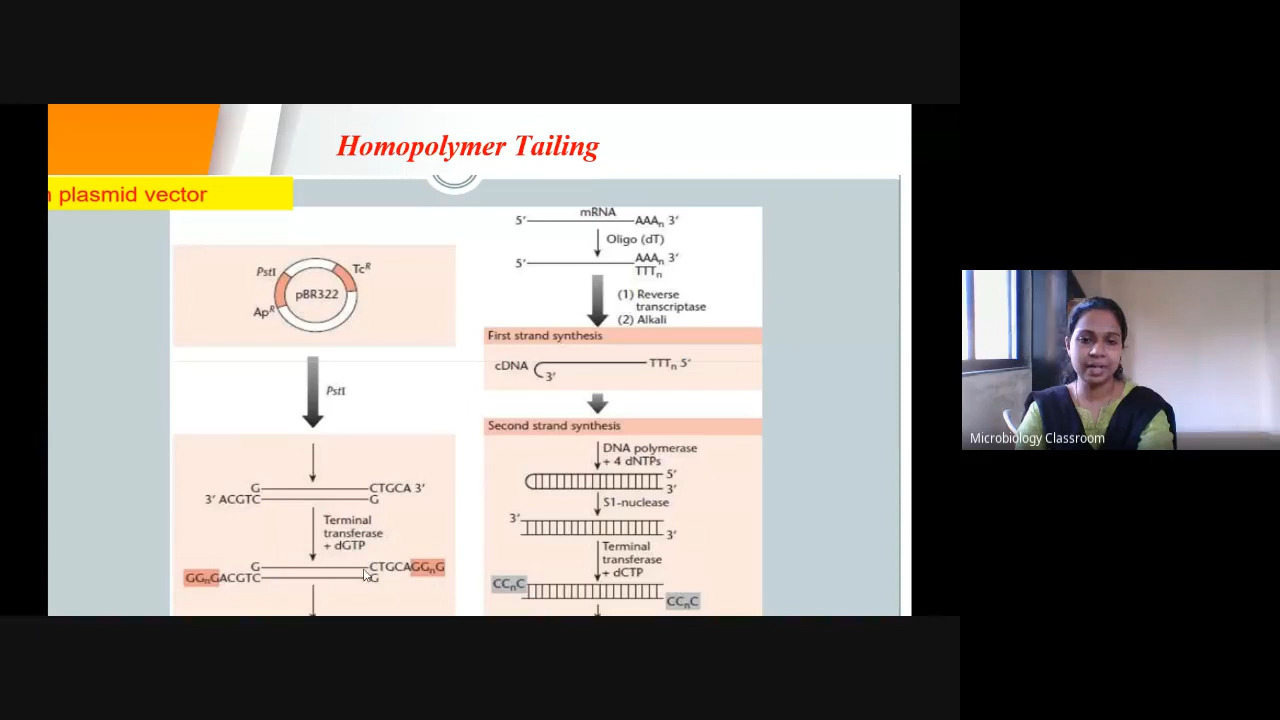 Homopolymer Tailing
plasmid vector
PstI
Tcᴿ
pBR322
Apᴿ
PstI
G CTGCA 3′
3′ ACGTC G
Terminal
transferase
+ dGTP
G CTGCAGGnG
GGnGACGTC G
mRNA
5′ AAAn 3′
Oligo (dT)
5′ AAAn 3′
TTTn
(1) Reverse
transcriptase
(2) Alkali
First strand synthesis
cDNA TTTn 5′
3′
Second strand synthesis
DNA polymerase
+ 4 dNTPs
5′
3′
S1-nuclease
3′
3′
Terminal
transferase
+ dCTP
CCnC
CCnC
Microbiology Classroom